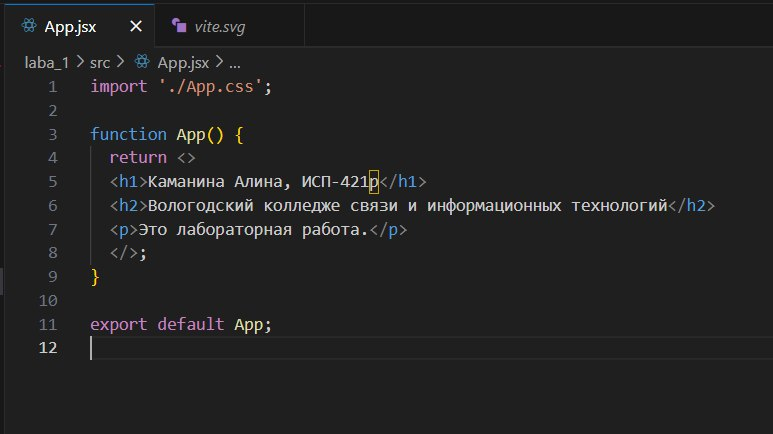 App.jsx
vite.svg
laba_1 > src > App.jsx > ...
1 import './App.css';
2
3 function App() {
4 return <>
5 <h1>Каманина Алина, ИСП-421р</h1>
6 <h2>Вологодский колледже связи и информационных технологий</h2>
7 <p>Это лабораторная работа.</p>
8 </>;
9 }
10
11 export default App;
12